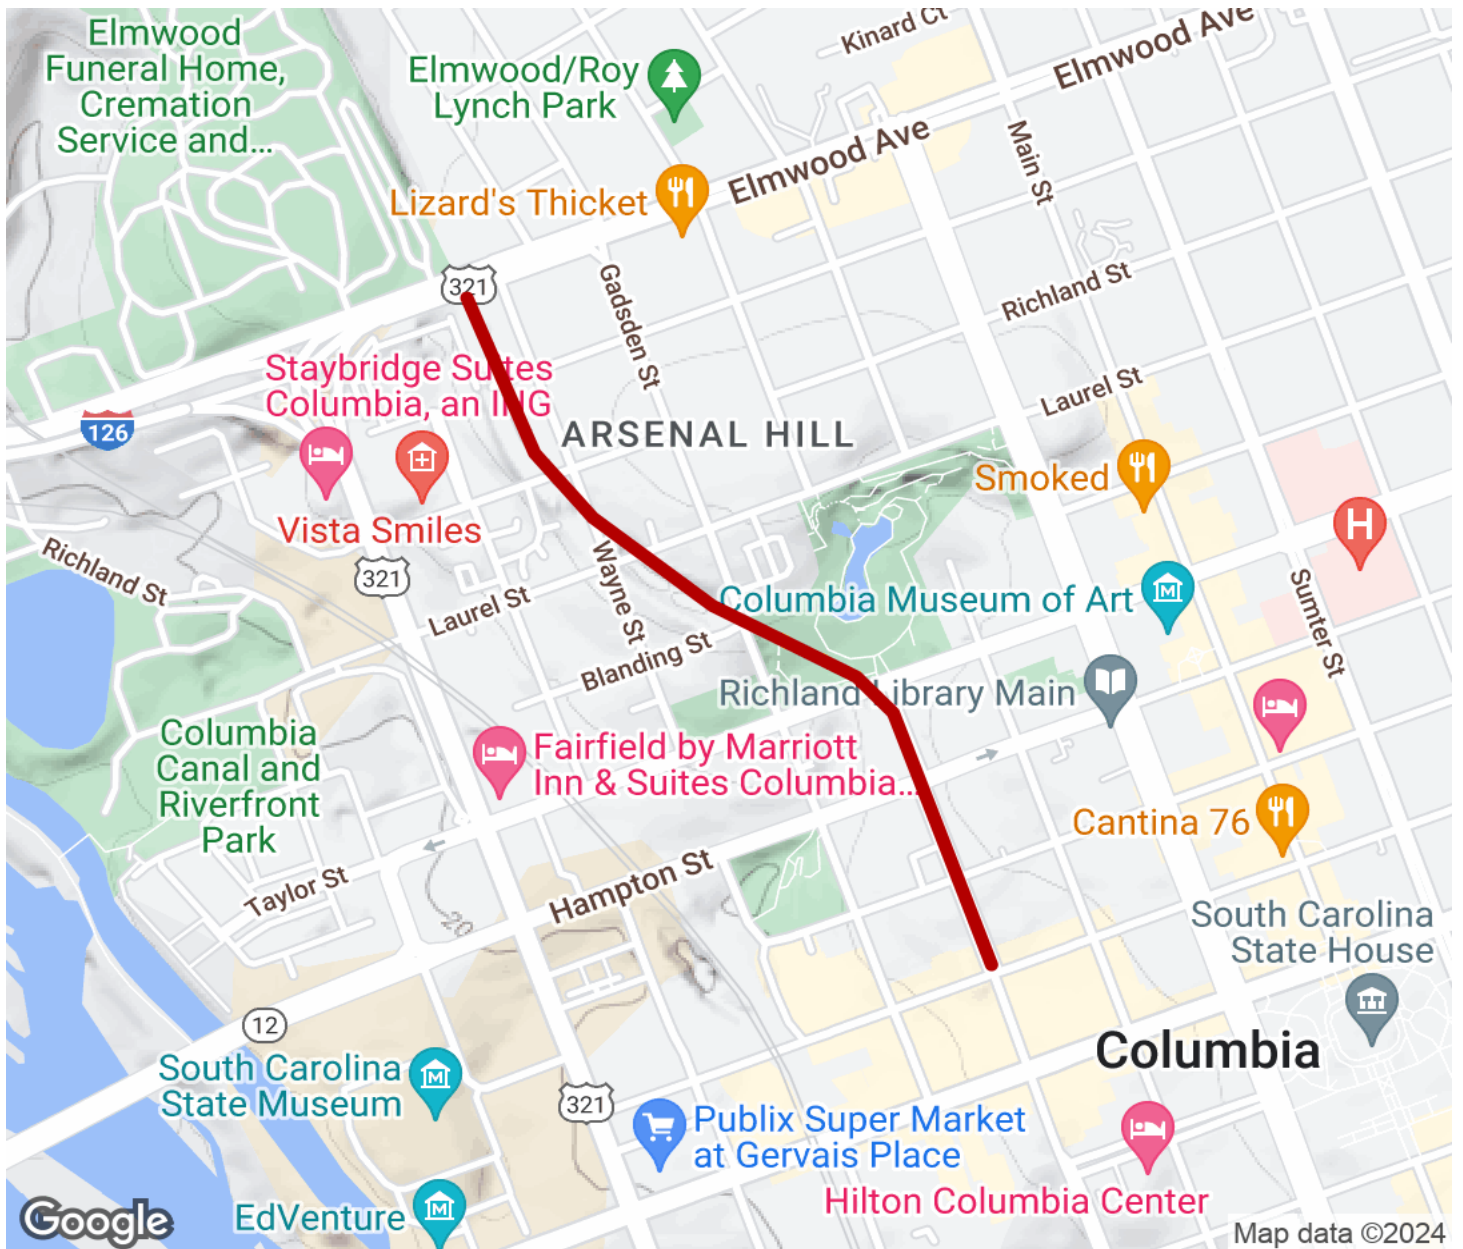 Elmwood
Funeral Home,
Cremation
Service and...
Elmwood/Roy
Lynch Park
Kinard Ct
Elmwood Ave
Elmwood Ave
Main St
Lizard's Thicket
321
Gadsden St
Richland St
Staybridge Suites
Columbia, an IHG
126
ARSENAL HILL
Laurel St
Smoked
Vista Smiles
H
321
Richland St
Laurel St
Wayne St
Blanding St
Columbia Museum of Art
M
Sumter St
Richland Library Main
Columbia
Canal and
Riverfront
Park
Fairfield by Marriott
Inn & Suites Columbia...
Cantina 76
Taylor St
Hampton St
20
South Carolina
State House
12
Columbia
South Carolina
State Museum
M
321
Publix Super Market
at Gervais Place
Hilton Columbia Center
EdVenture
M
Google
Map data ©2024